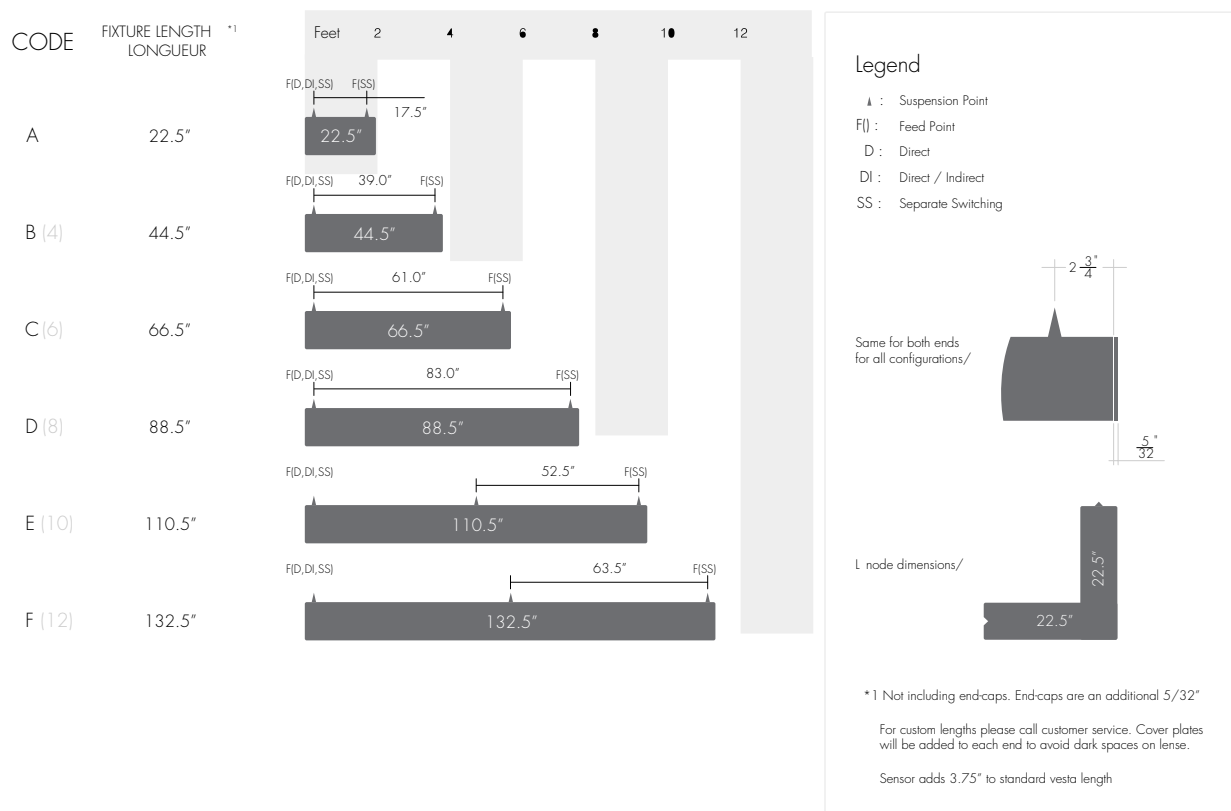 CODE
FIXTURE LENGTH *1
LONGUEUR
Feet 2 4 6 8 10 12
F(D,DI,SS) F(SS)
17.5”
A 22.5” 22.5”
F(D,DI,SS) 39.0” F(SS)
B (4) 44.5” 44.5”
F(D,DI,SS) 61.0” F(SS)
C (6) 66.5” 66.5”
F(D,DI,SS) 83.0” F(SS)
D (8) 88.5” 88.5”
F(D,DI,SS) 52.5” F(SS)
E (10) 110.5” 110.5”
F(D,DI,SS) 63.5” F(SS)
F (12) 132.5” 132.5”
Legend
: Suspension Point
F() : Feed Point
D : Direct
DI : Direct / Indirect
SS : Separate Switching
2 3/4"
Same for both ends
for all configurations/
5/32"
L node dimensions/
22.5”
22.5”
*1 Not including end-caps. End-caps are an additional 5/32”
For custom lengths please call customer service. Cover plates
will be added to each end to avoid dark spaces on lense.
Sensor adds 3.75” to standard vesta length